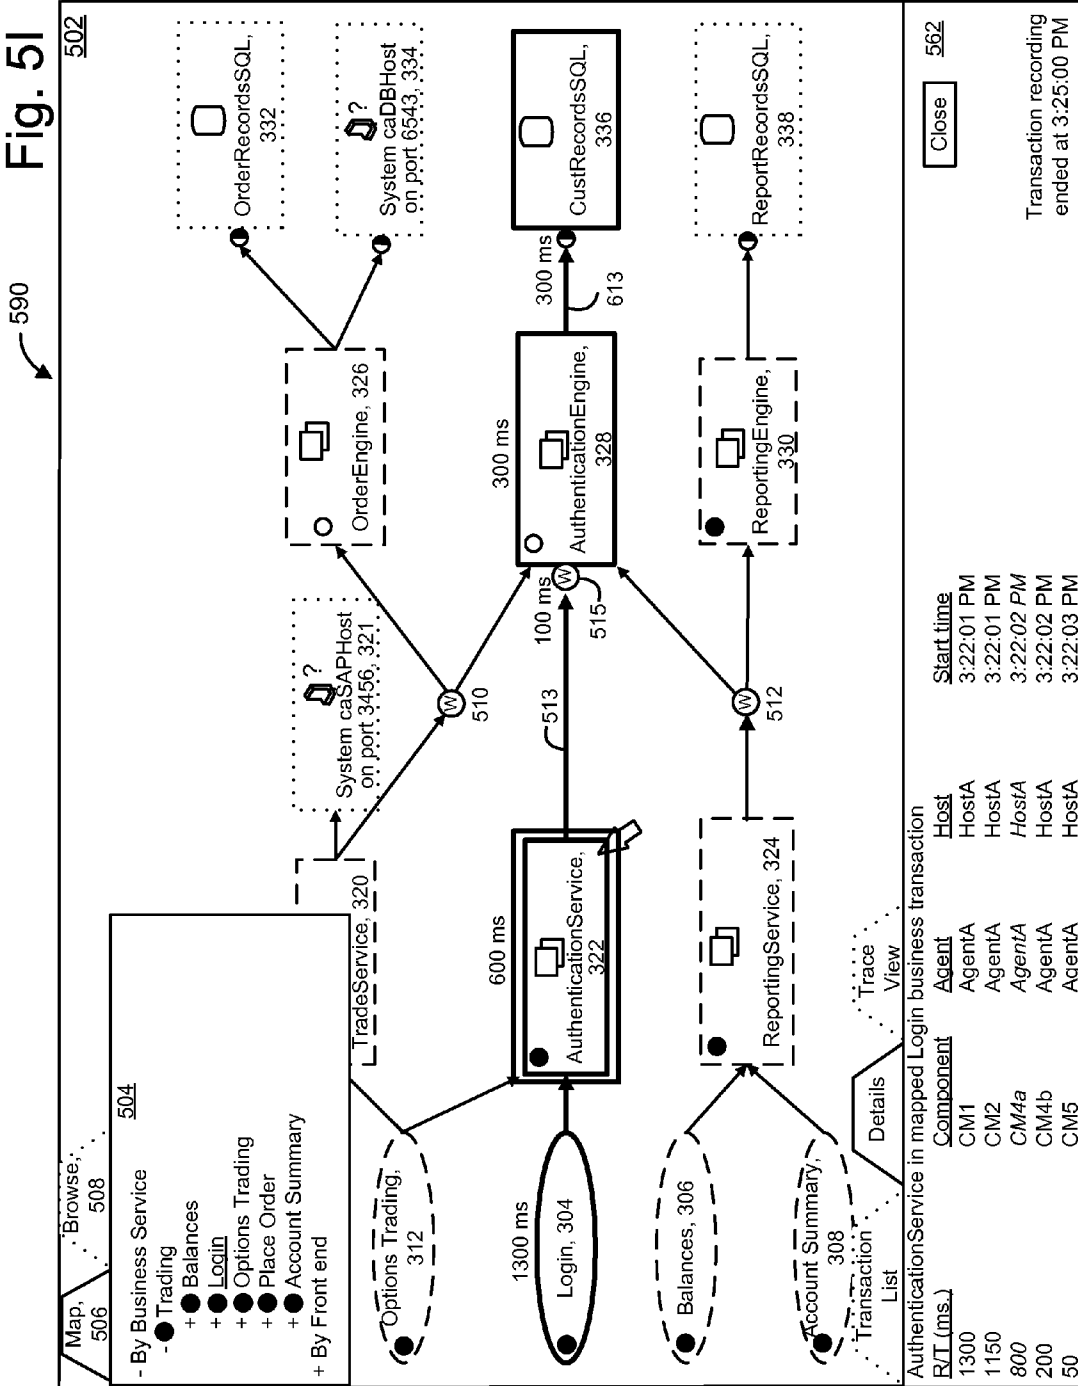 Fig. 5I
590
502
Map,
506
Browse,
508
504
- By Business Service
- Trading
+ Balances
+ Login
+ Options Trading
+ Place Order
+ Account Summary
+ By Front end
TradeService, 320
System caSAPHost
on port 3456, 321
?
OrderEngine, 326
OrderRecordsSQL,
332
?
System caDBHost
on port 6543, 334
W
510
Options Trading,
312
1300 ms
Login, 304
600 ms
AuthenticationService,
322
513
100 ms
W
515
300 ms
AuthenticationEngine,
328
300 ms
613
CustRecordsSQL,
336
Balances, 306
Account Summary,
308
ReportingService, 324
W
512
ReportingEngine,
330
ReportRecordsSQL,
338
Transaction
List
Details
Trace
View
AuthenticationService in mapped Login business transaction
R/T (ms.) Component Agent Host Start time
1300 CM1 AgentA HostA 3:22:01 PM
1150 CM2 AgentA HostA 3:22:01 PM
800 CM4a AgentA HostA 3:22:02 PM
200 CM4b AgentA HostA 3:22:02 PM
50 CM5 AgentA HostA 3:22:03 PM
Close
562
Transaction recording
ended at 3:25:00 PM